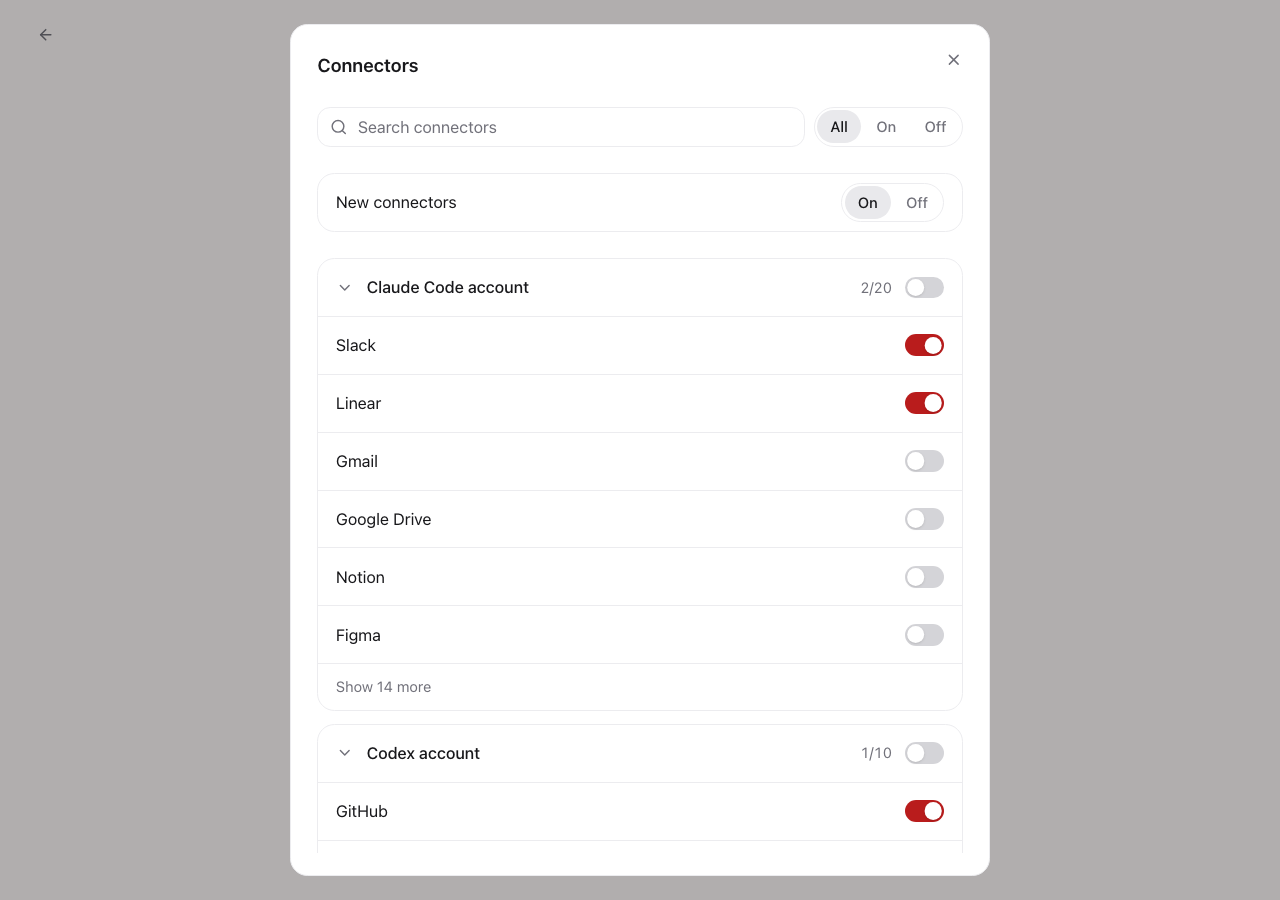 Connectors
Search connectors
All On Off
New connectors On Off
Claude Code account 2/20
Slack
Linear
Gmail
Google Drive
Notion
Figma
Show 14 more
Codex account 1/10
GitHub